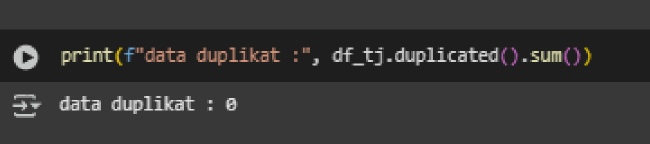 print(f"data duplikat :", df_tj.duplicated().sum())
data duplikat : 0